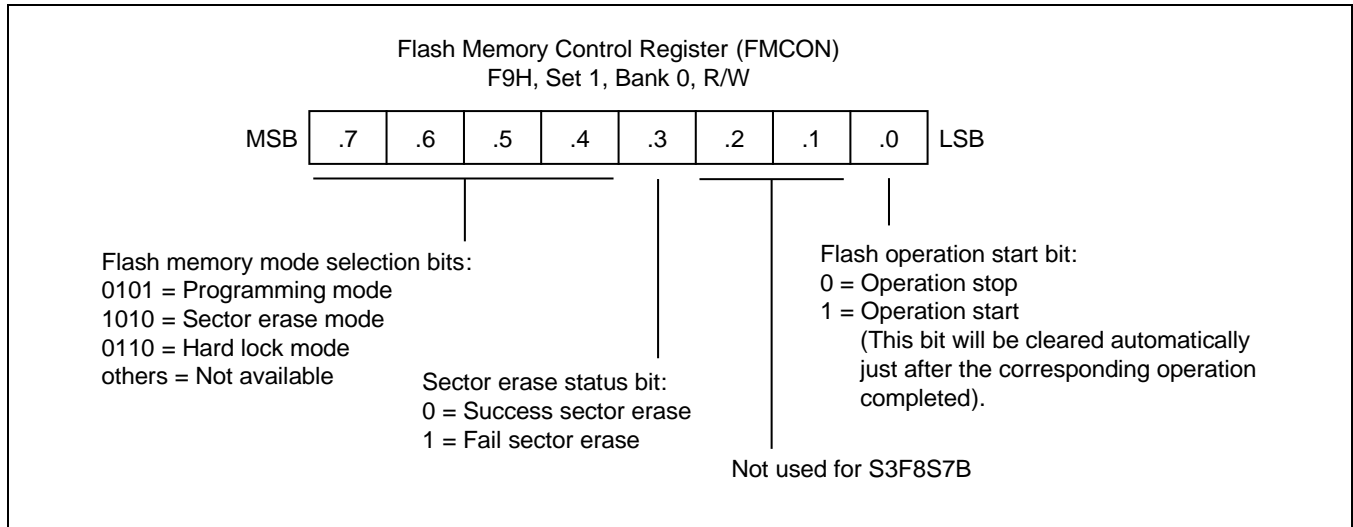 Flash Memory Control Register (FMCON)
F9H, Set 1, Bank 0, R/W
MSB .7 .6 .5 .4 .3 .2 .1 .0 LSB
Flash memory mode selection bits:
0101 = Programming mode
1010 = Sector erase mode
0110 = Hard lock mode
others = Not available
Sector erase status bit:
0 = Success sector erase
1 = Fail sector erase
Not used for S3F8S7B
Flash operation start bit:
0 = Operation stop
1 = Operation start
(This bit will be cleared automatically
just after the corresponding operation
completed).